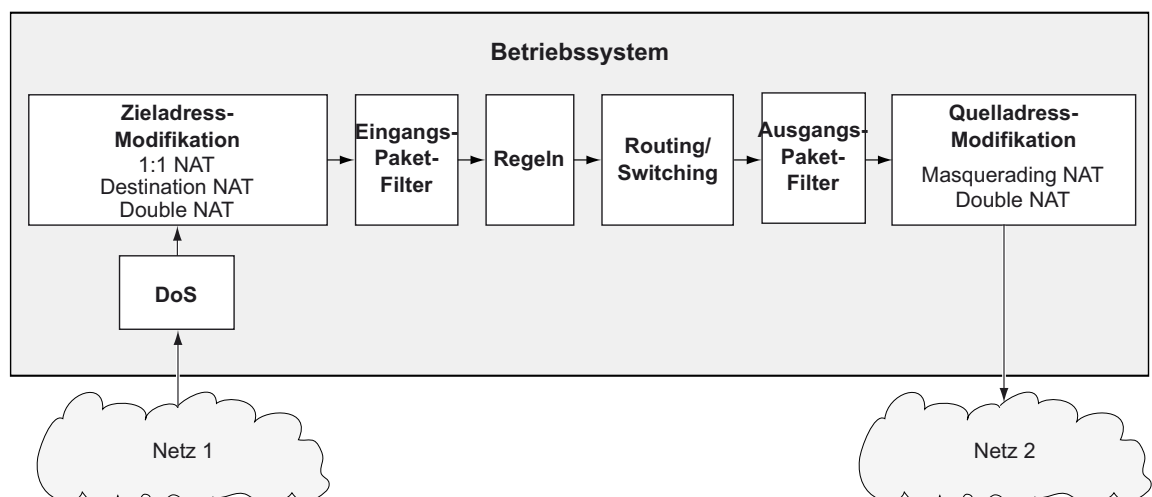 Betriebssystem
Zieladress-
Modifikation
1:1 NAT
Destination NAT
Double NAT
Eingangs-
Paket-
Filter
Regeln
Routing/
Switching
Ausgangs-
Paket-
Filter
Quelladress-
Modifikation
Masquerading NAT
Double NAT
DoS
Netz 1
Netz 2